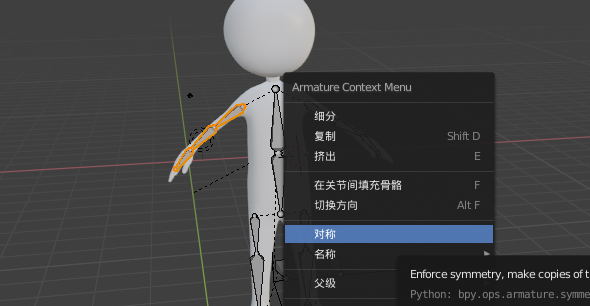 Armature Context Menu
细分
复制 Shift D
挤出 E
在关节间填充骨骼 F
切换方向 Alt F
对称
名称
父级
Enforce symmetry, make copies of t
Python: bpy.ops.armature.symme